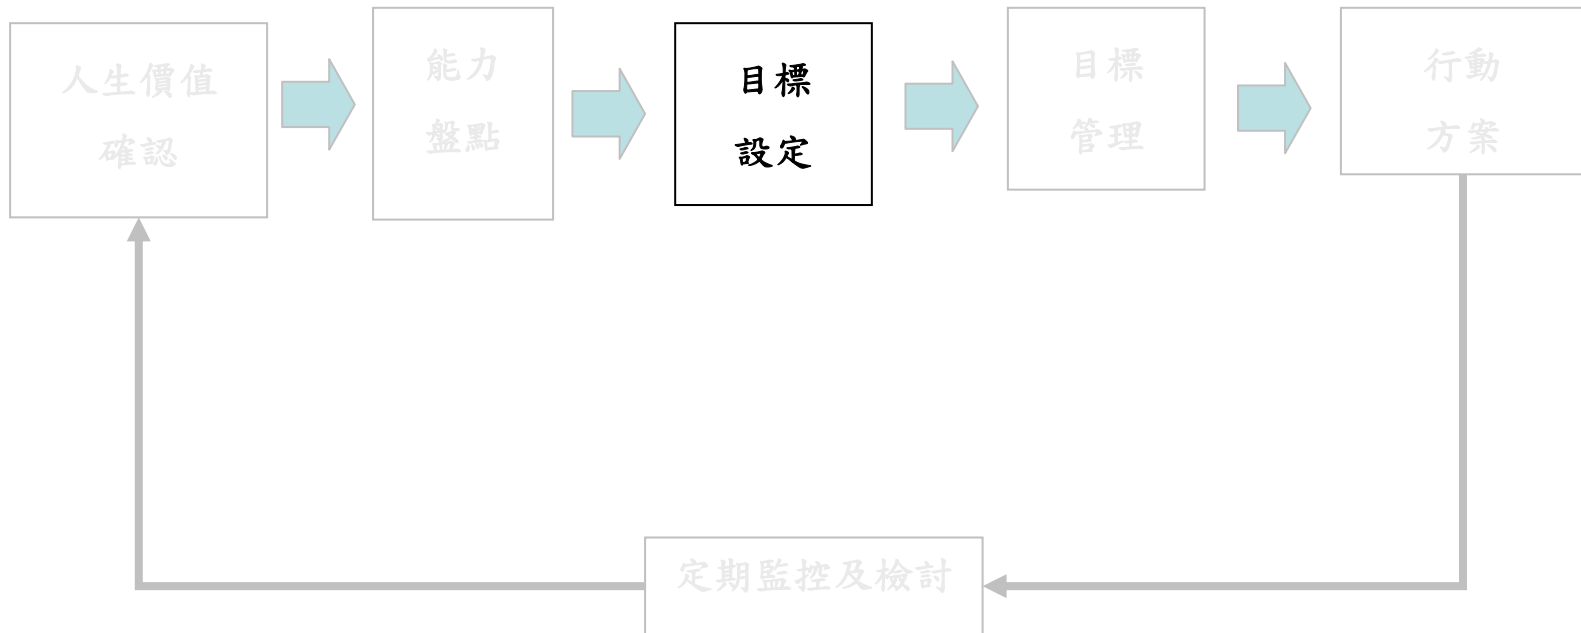 人生價值
確認
能力
盤點
目標
設定
目標
管理
行動
方案
定期監控及檢討